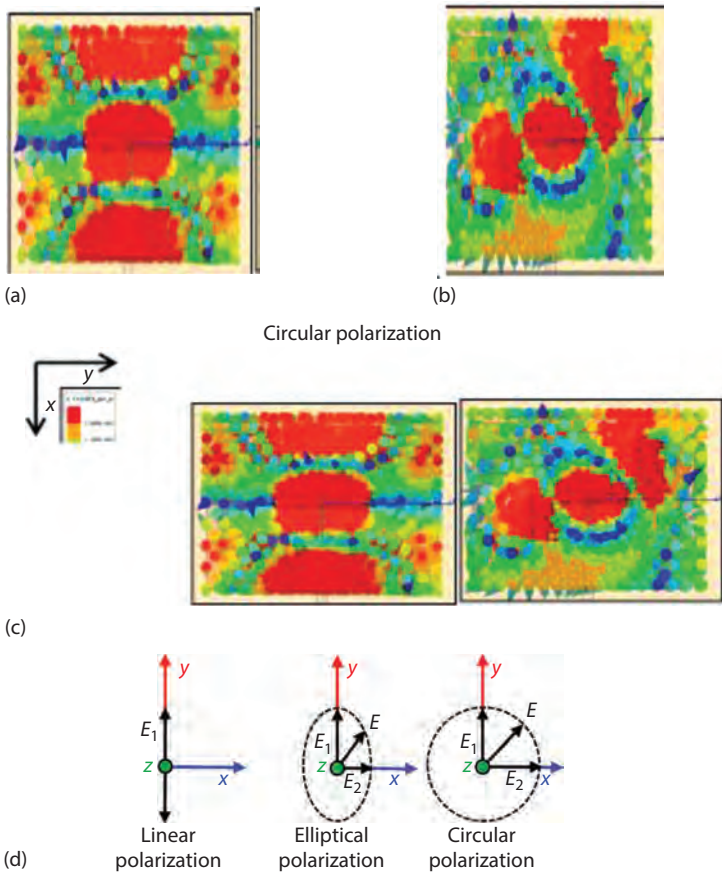 (a)
(b)
Circular polarization
y
x
(c)
y
E1
z
x
Linear
polarization
y
E1
E
z
E2
x
Elliptical
polarization
y
E1
E
z
E2
x
Circular
polarization
(d)